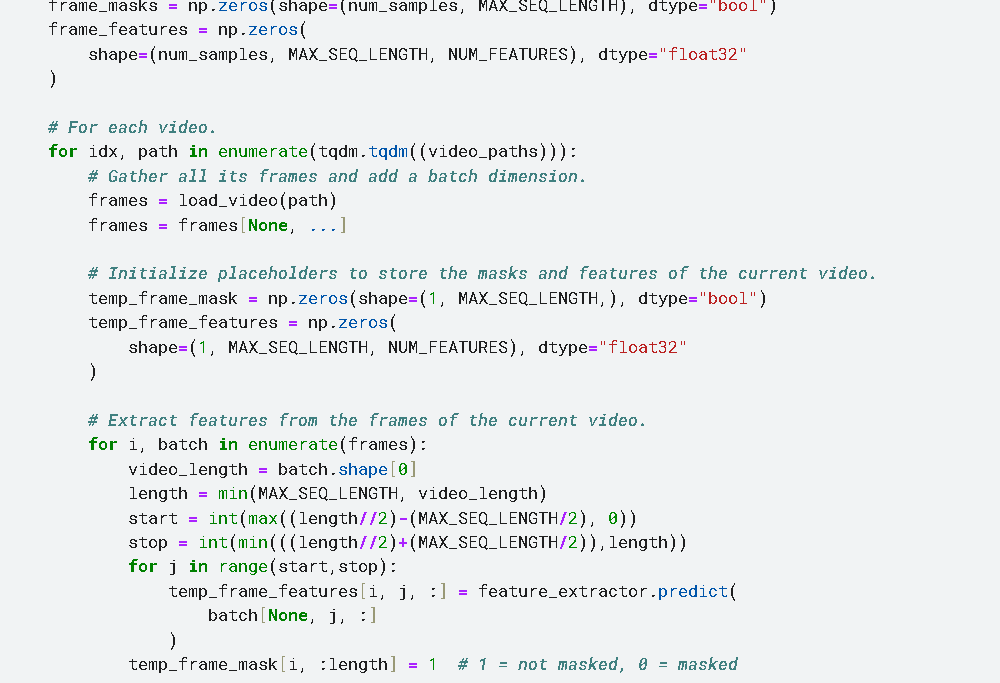 frame_masks = np.zeros(shape=(num_samples, MAX_SEQ_LENGTH), dtype="bool")
frame_features = np.zeros(
    shape=(num_samples, MAX_SEQ_LENGTH, NUM_FEATURES), dtype="float32"
)

# For each video.
for idx, path in enumerate(tqdm.tqdm((video_paths))):
    # Gather all its frames and add a batch dimension.
    frames = load_video(path)
    frames = frames[None, ...]

    # Initialize placeholders to store the masks and features of the current video.
    temp_frame_mask = np.zeros(shape=(1, MAX_SEQ_LENGTH,), dtype="bool")
    temp_frame_features = np.zeros(
        shape=(1, MAX_SEQ_LENGTH, NUM_FEATURES), dtype="float32"
    )

    # Extract features from the frames of the current video.
    for i, batch in enumerate(frames):
        video_length = batch.shape[0]
        length = min(MAX_SEQ_LENGTH, video_length)
        start = int(max((length//2)-(MAX_SEQ_LENGTH/2), 0))
        stop = int(min(((length//2)+(MAX_SEQ_LENGTH/2)),length))
        for j in range(start,stop):
            temp_frame_features[i, j, :] = feature_extractor.predict(
                batch[None, j, :]
            )
        temp_frame_mask[i, :length] = 1  # 1 = not masked, 0 = masked